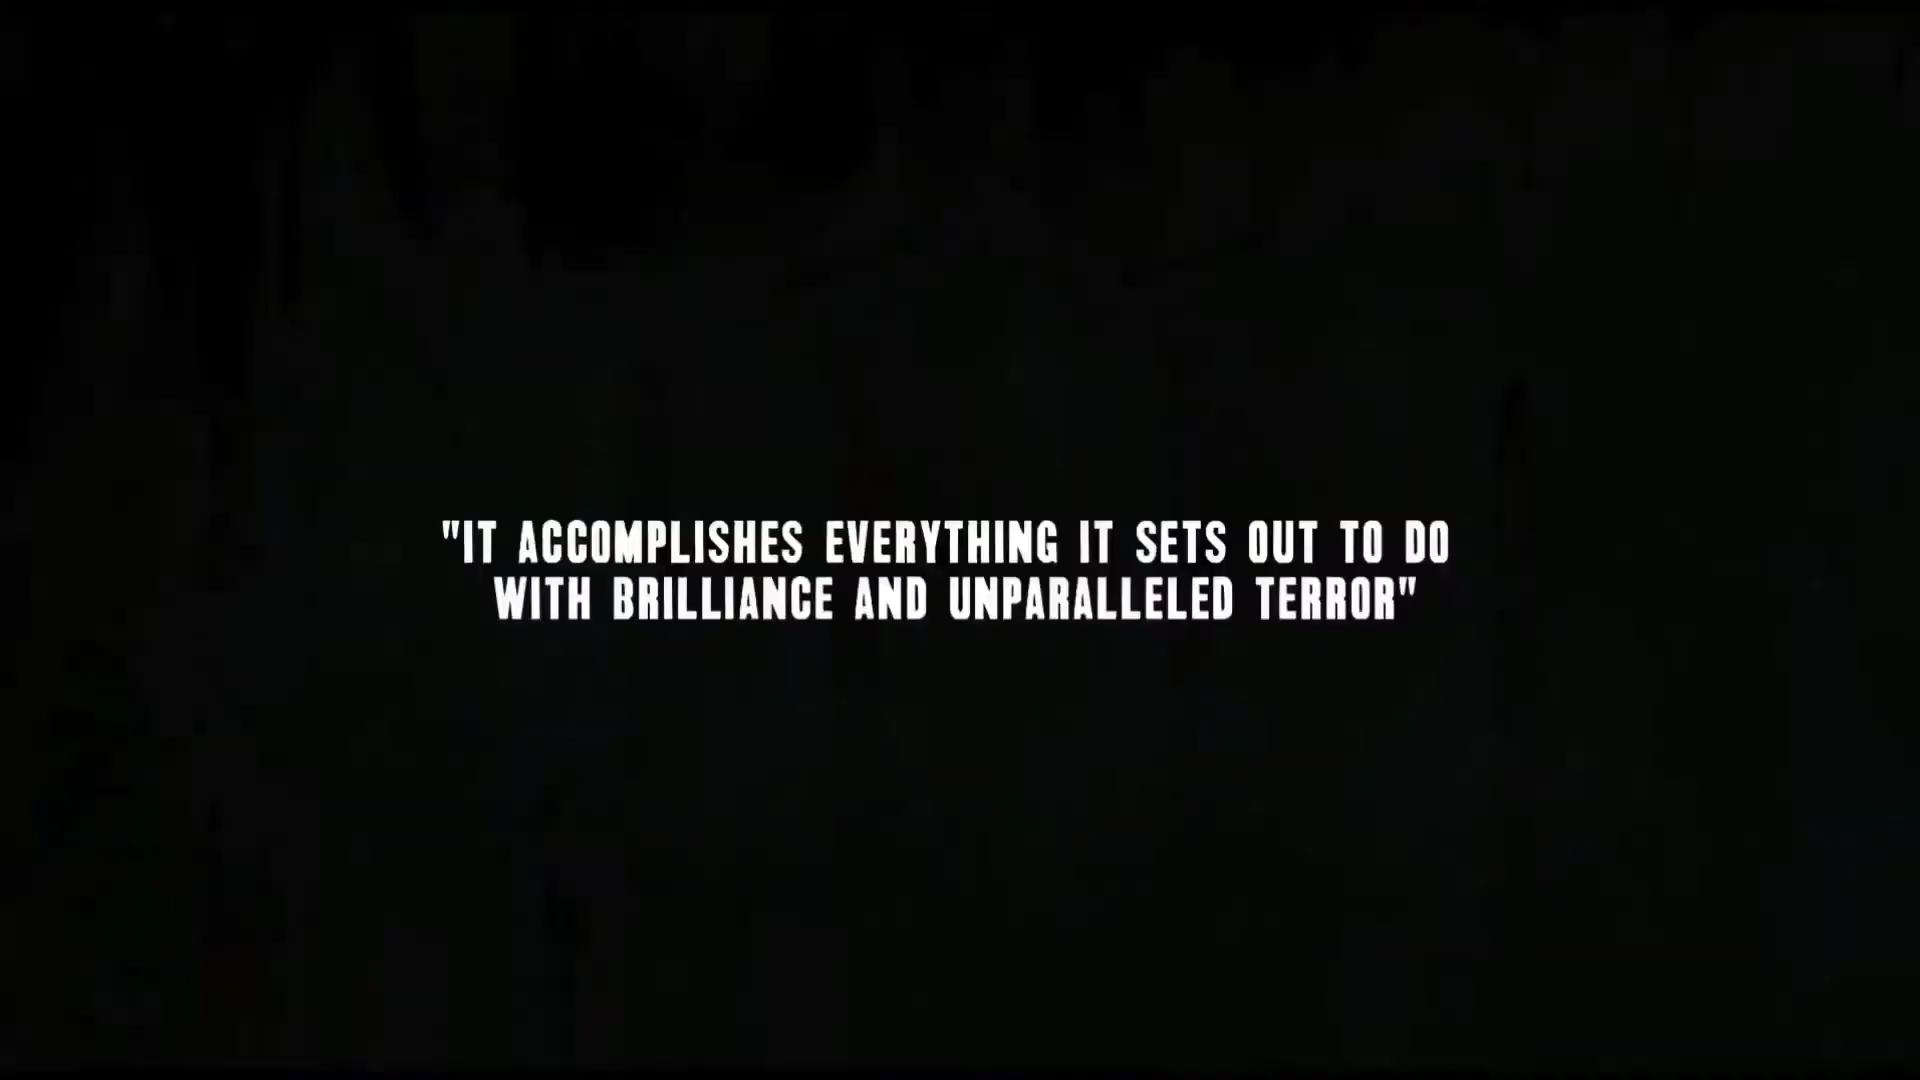 "IT ACCOMPLISHES EVERYTHING IT SETS OUT TO DO
WITH BRILLIANCE AND UNPARALLELED TERROR"